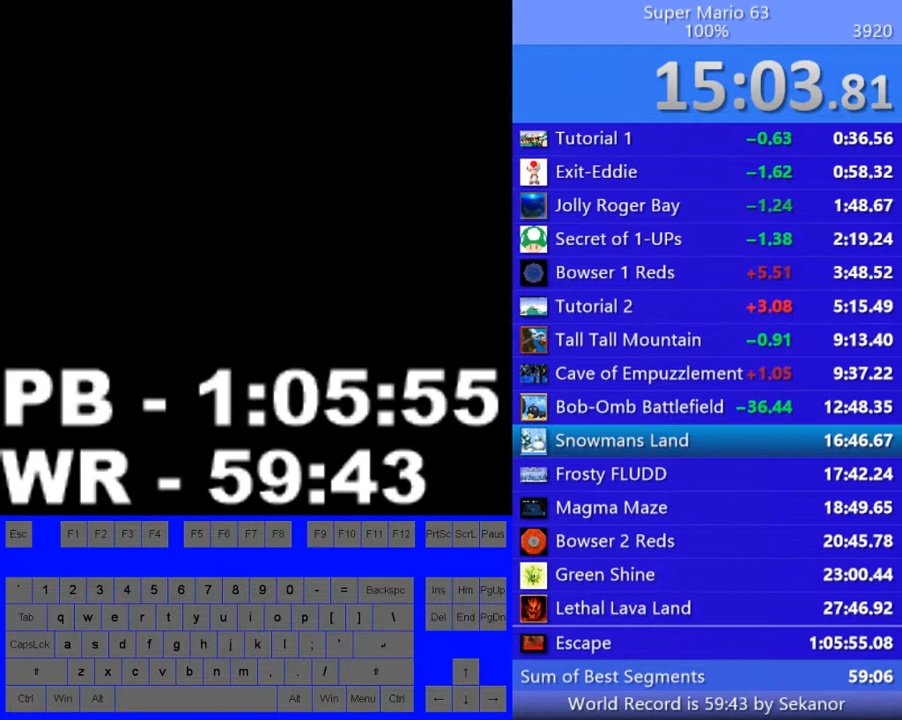 Super Mario 63
100% 3920
15:03.81
Tutorial 1 −0.63 0:36.56
Exit-Eddie −1.62 0:58.32
Jolly Roger Bay −1.24 1:48.67
Secret of 1-UPs −1.38 2:19.24
Bowser 1 Reds +5.51 3:48.52
Tutorial 2 +3.08 5:15.49
Tall Tall Mountain −0.91 9:13.40
Cave of Empuzzlement +1.05 9:37.22
Bob-Omb Battlefield −36.44 12:48.35
Snowmans Land 16:46.67
Frosty FLUDD 17:42.24
Magma Maze 18:49.65
Bowser 2 Reds 20:45.78
Green Shine 23:00.44
Lethal Lava Land 27:46.92
Escape 1:05:55.08
Sum of Best Segments 59:06
World Record is 59:43 by Sekanor
PB - 1:05:55
WR - 59:43
Esc F1 F2 F3 F4 F5 F6 F7 F8 F9 F10 F11 F12 PrtSc ScrL Paus
` 1 2 3 4 5 6 7 8 9 0 - = Backspc Ins Hm PgUp
Tab q w e r t y u i o p [ ] \ Del End PgDn
CapsLck a s d f g h j k l ; ' ↵
⇧ z x c v b n m , . / ⇧ ↑
Ctrl Win Alt Alt Win Menu Ctrl ← ↓ →